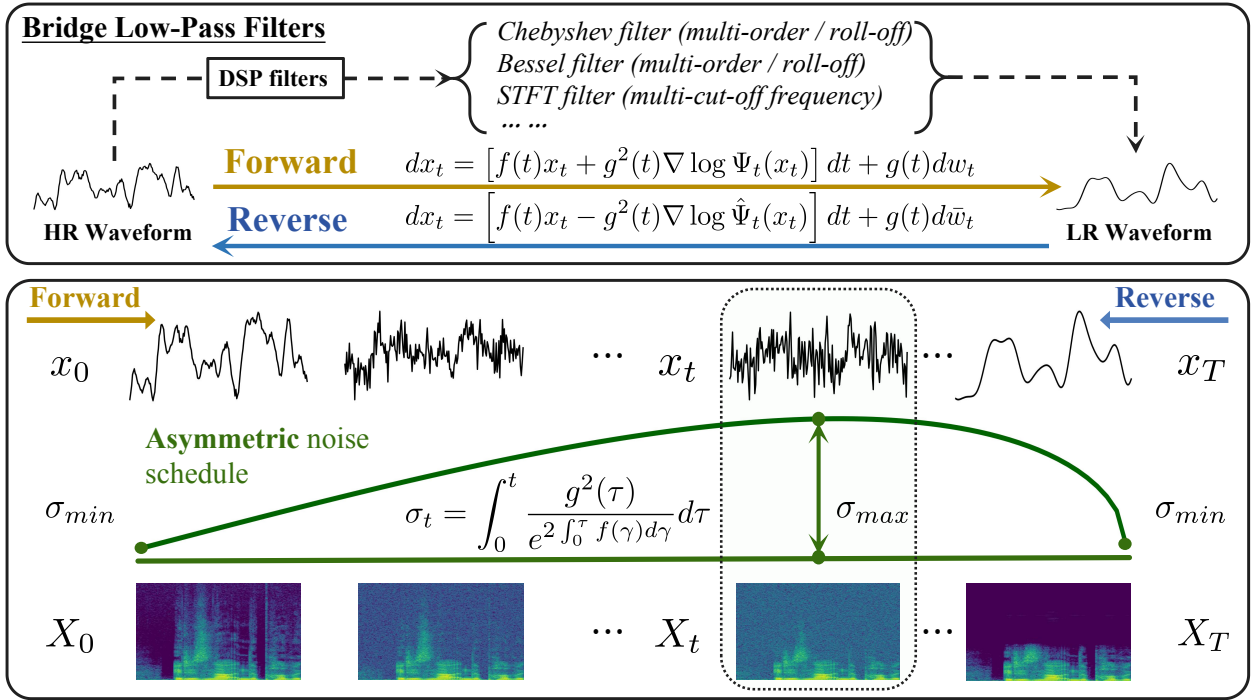 Bridge Low-Pass Filters
DSP filters
Chebyshev filter (multi-order / roll-off)
Bessel filter (multi-order / roll-off)
STFT filter (multi-cut-off frequency)
... ...
Forward
dx_t = [f(t)x_t + g²(t)∇ log Ψ_t(x_t)] dt + g(t)dw_t
Reverse
dx_t = [f(t)x_t − g²(t)∇ log Ψ̂_t(x_t)] dt + g(t)dw̄_t
HR Waveform
LR Waveform
Forward
Reverse
x_0
...
x_t
...
x_T
Asymmetric noise
schedule
σ_min
σ_t = ∫_0^t g²(τ) / e^{2 ∫_0^τ f(γ)dγ} dτ
σ_max
σ_min
X_0
...
X_t
...
X_T